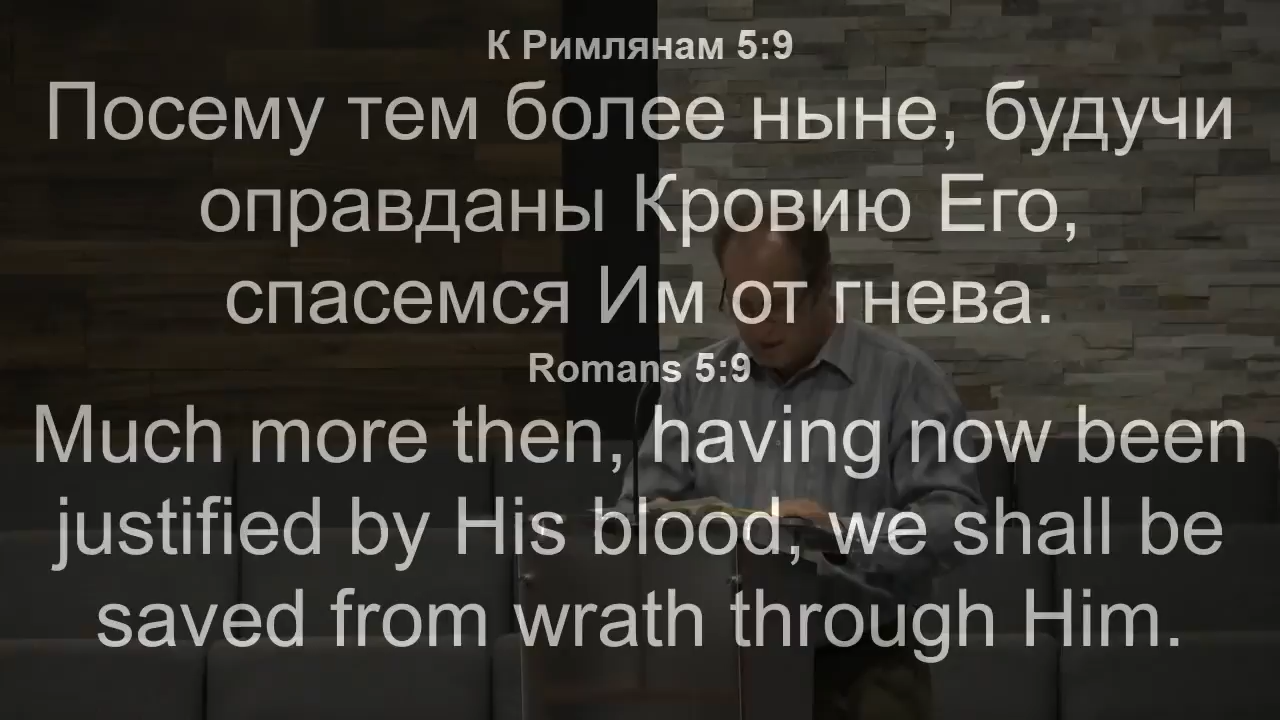 К Римлянам 5:9
Посему тем более ныне, будучи
оправданы Кровию Его,
спасемся Им от гнева.
Romans 5:9
Much more then, having now been
justified by His blood, we shall be
saved from wrath through Him.